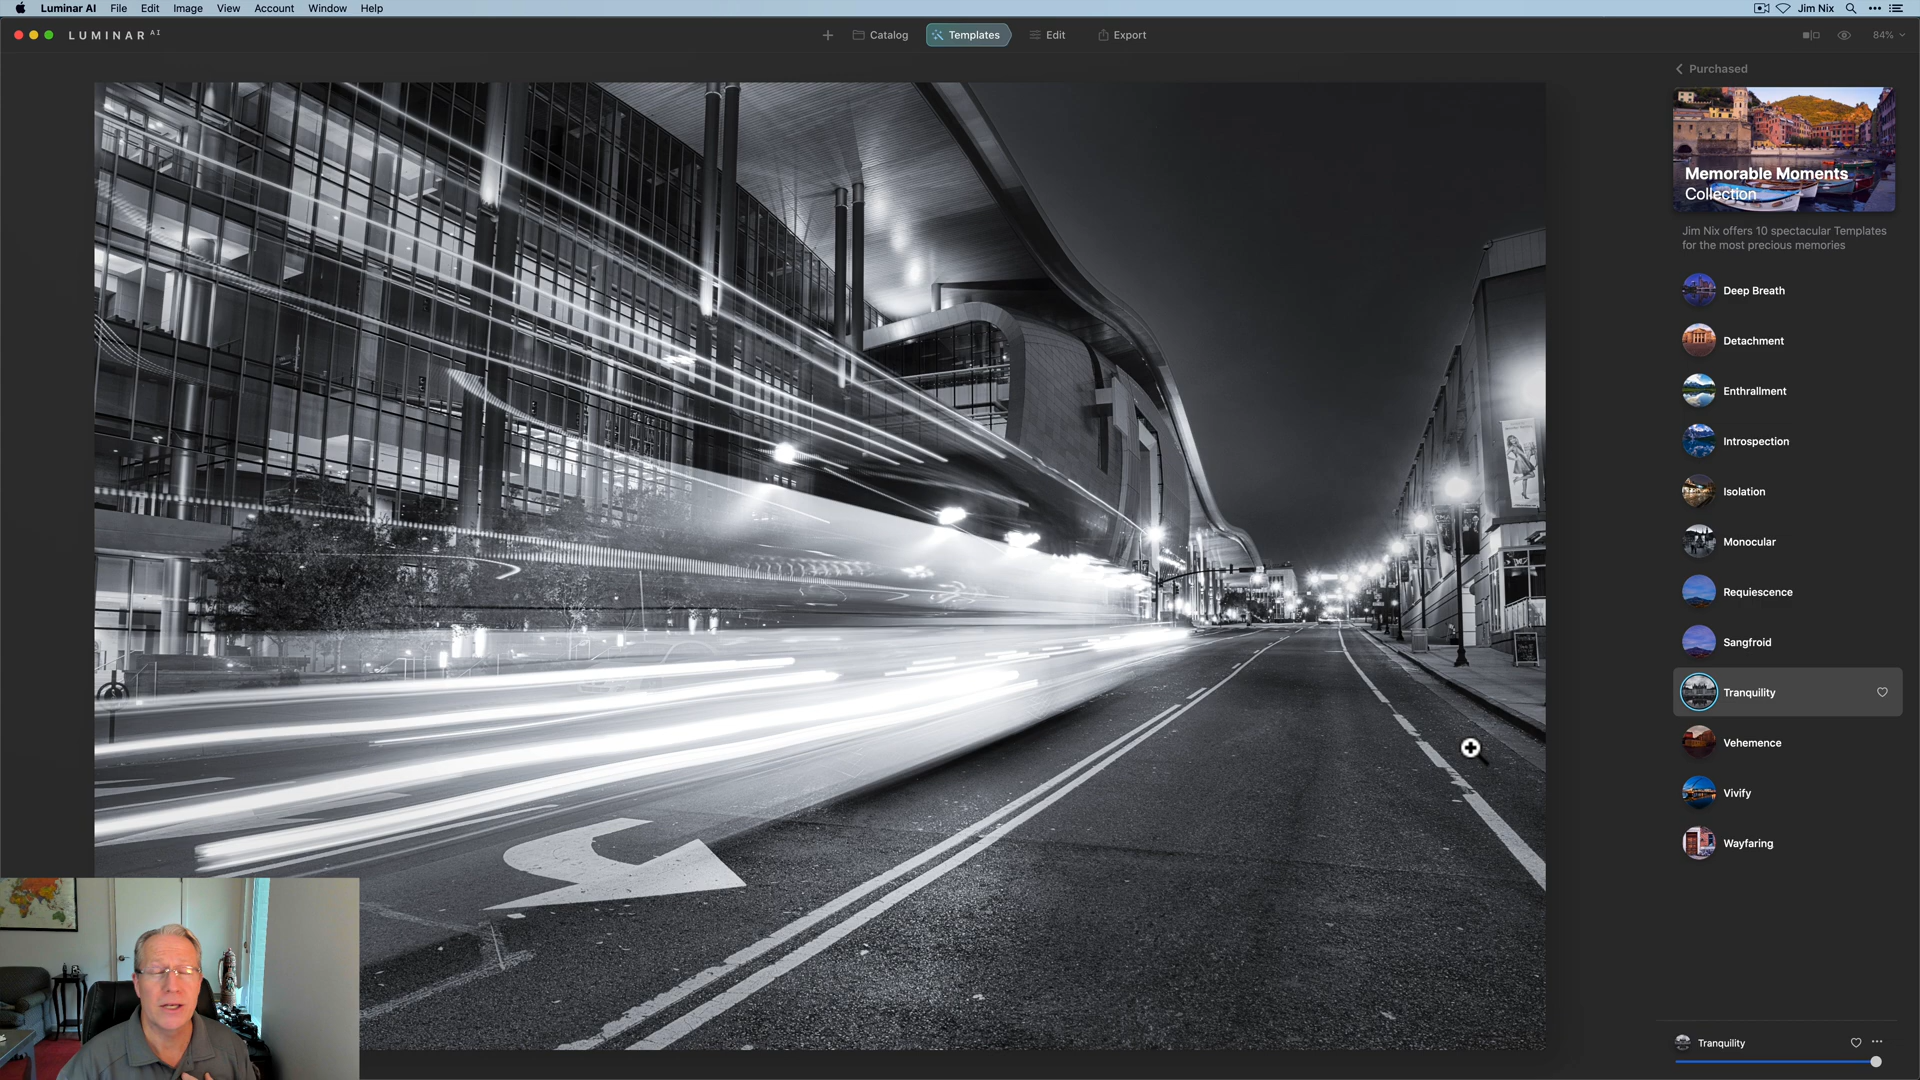 Luminar AI File Edit Image View Account Window Help Jim Nix
LUMINAR AI
Catalog Templates Edit Export 84%
Purchased
Memorable Moments
Collection
Jim Nix offers 10 spectacular Templates
for the most precious memories
Deep Breath
Detachment
Enthrallment
Introspection
Isolation
Monocular
Requiescence
Sangfroid
Tranquility
Vehemence
Vivify
Wayfaring
Tranquility